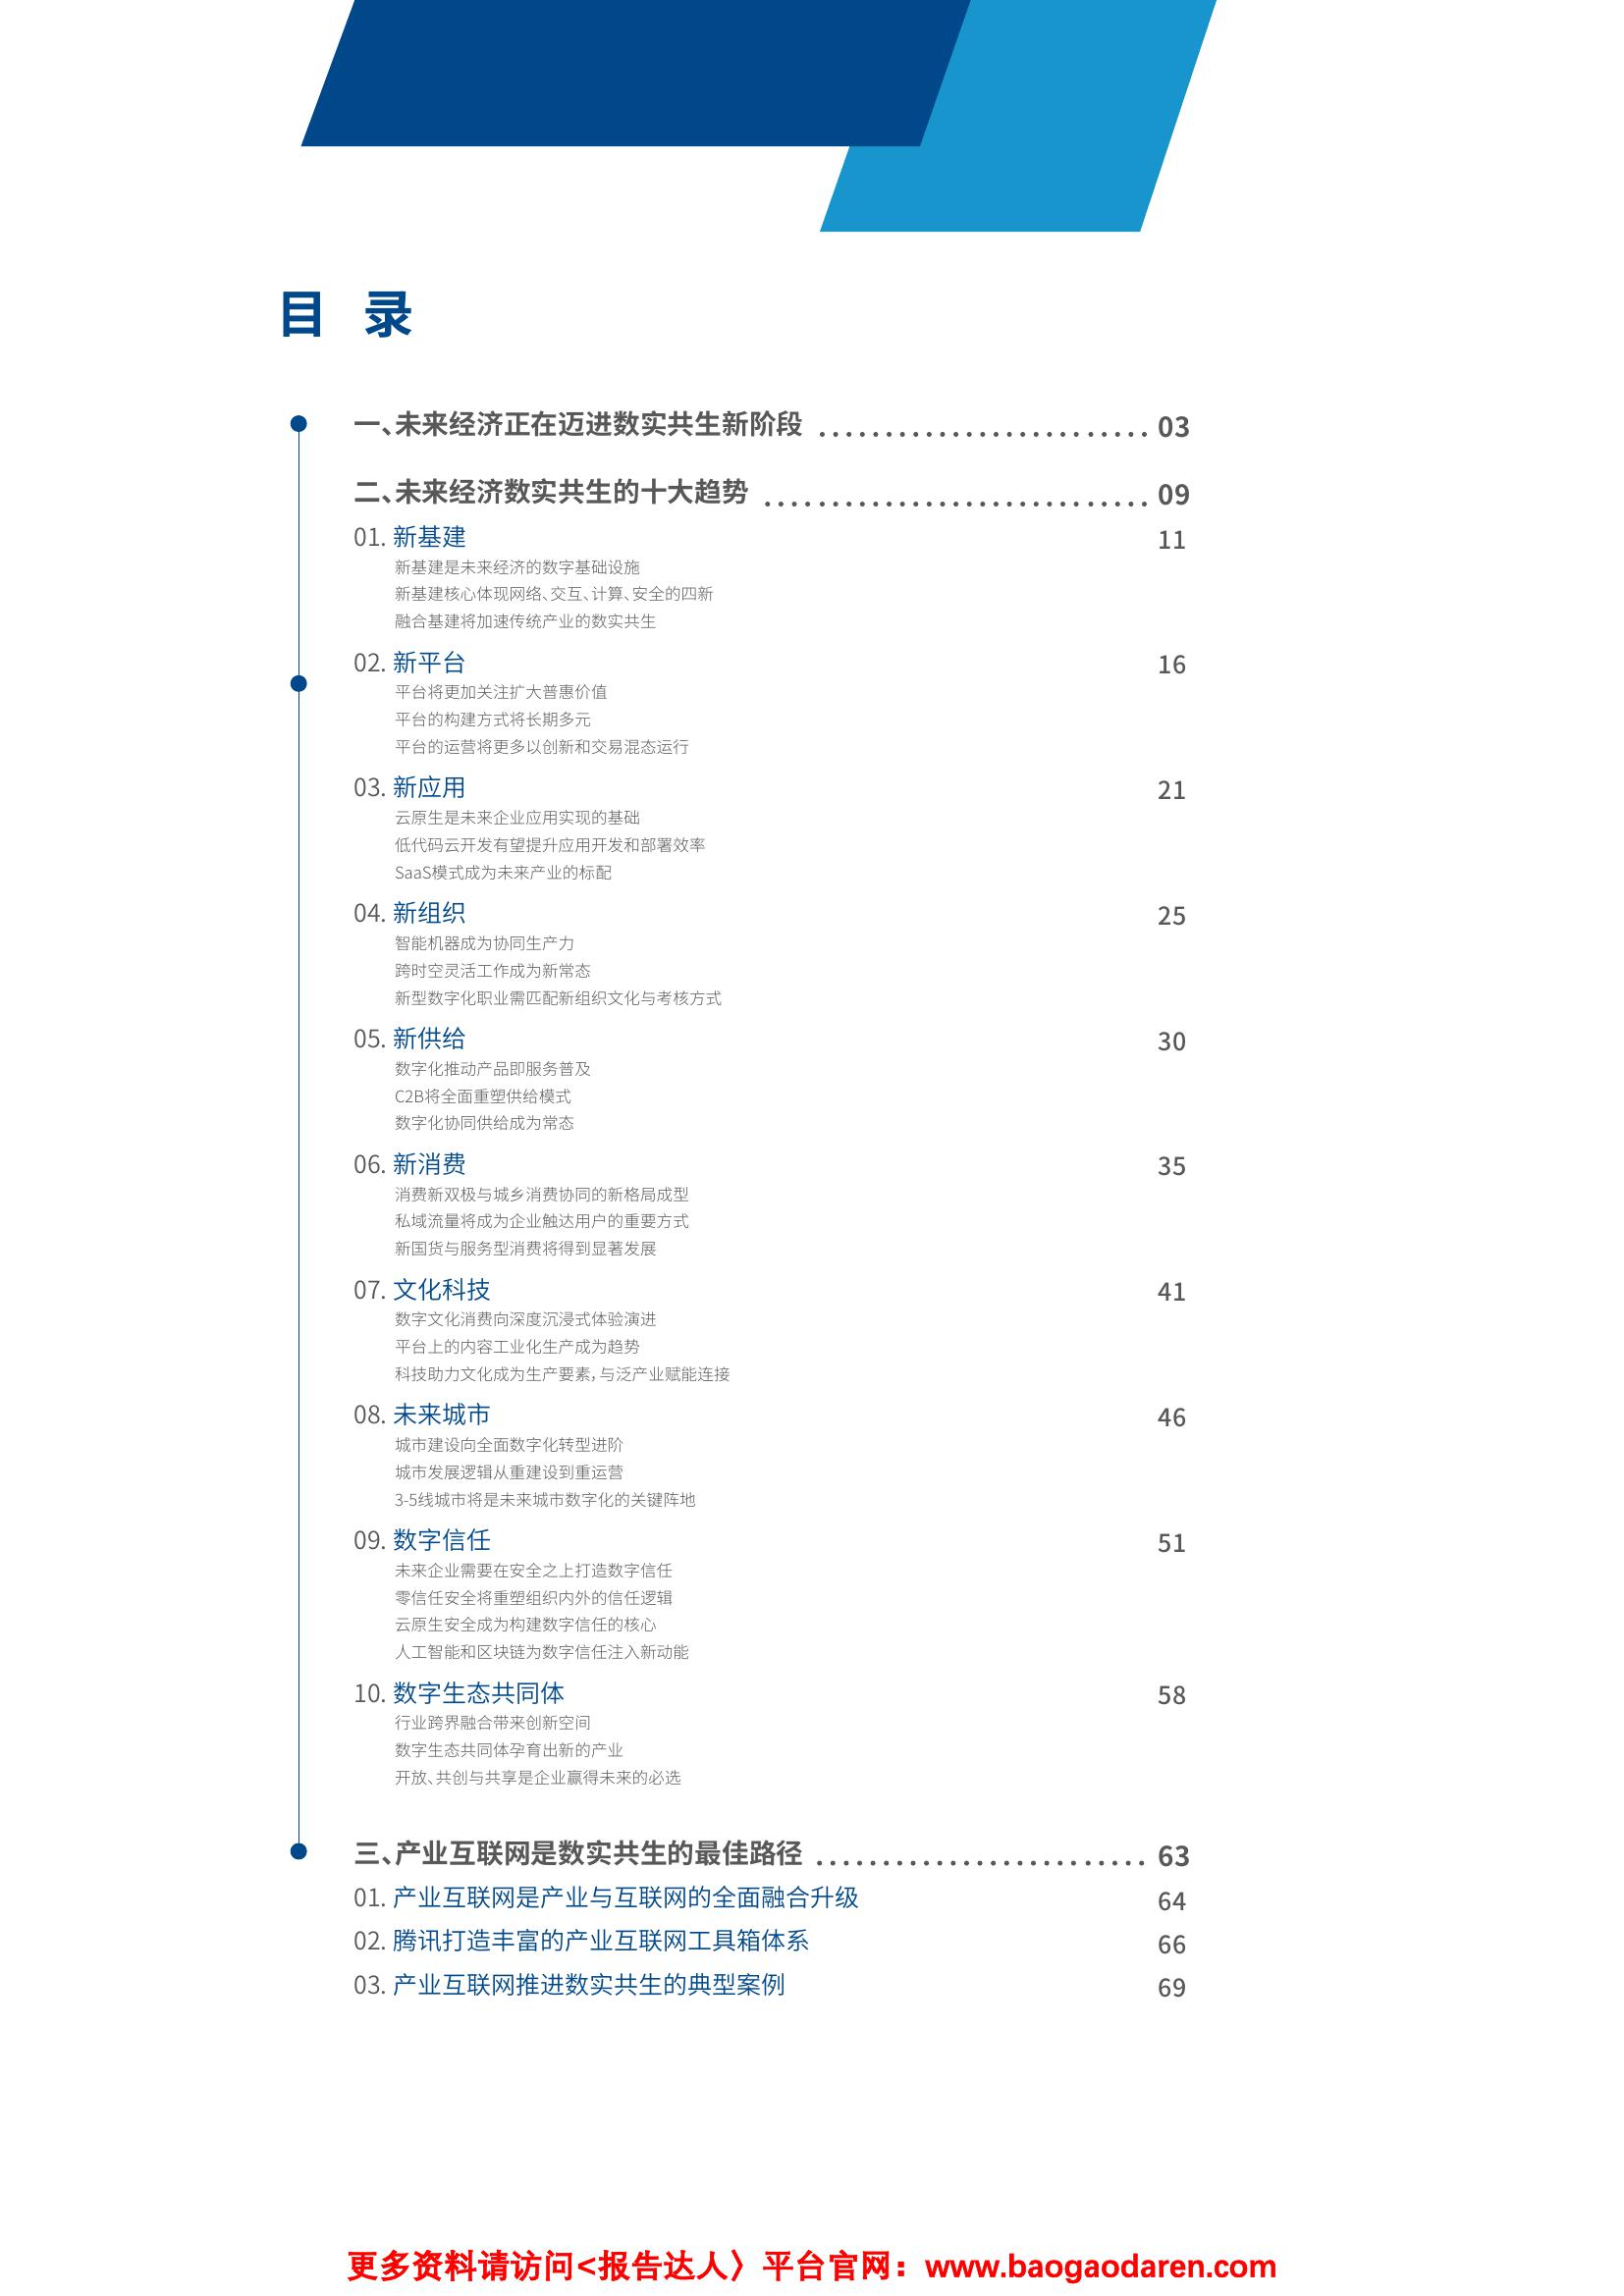 目 录
一、未来经济正在迈进数实共生新阶段 ......................... 03
二、未来经济数实共生的十大趋势 ............................. 09
01. 新基建 11
新基建是未来经济的数字基础设施
新基建核心体现网络、交互、计算、安全的四新
融合基建将加速传统产业的数实共生
02. 新平台 16
平台将更加关注扩大普惠价值
平台的构建方式将长期多元
平台的运营将更多以创新和交易混态运行
03. 新应用 21
云原生是未来企业应用实现的基础
低代码云开发有望提升应用开发和部署效率
SaaS模式成为未来产业的标配
04. 新组织 25
智能机器成为协同生产力
跨时空灵活工作成为新常态
新型数字化职业需匹配新组织文化与考核方式
05. 新供给 30
数字化推动产品即服务普及
C2B将全面重塑供给模式
数字化协同供给成为常态
06. 新消费 35
消费新双极与城乡消费协同的新格局成型
私域流量将成为企业触达用户的重要方式
新国货与服务型消费将得到显著发展
07. 文化科技 41
数字文化消费向深度沉浸式体验演进
平台上的内容工业化生产成为趋势
科技助力文化成为生产要素，与泛产业赋能连接
08. 未来城市 46
城市建设向全面数字化转型进阶
城市发展逻辑从重建设到重运营
3-5线城市将是未来城市数字化的关键阵地
09. 数字信任 51
未来企业需要在安全之上打造数字信任
零信任安全将重塑组织内外的信任逻辑
云原生安全成为构建数字信任的核心
人工智能和区块链为数字信任注入新动能
10. 数字生态共同体 58
行业跨界融合带来创新空间
数字生态共同体孕育出新的产业
开放、共创与共享是企业赢得未来的必选
三、产业互联网是数实共生的最佳路径 ......................... 63
01. 产业互联网是产业与互联网的全面融合升级 64
02. 腾讯打造丰富的产业互联网工具箱体系 66
03. 产业互联网推进数实共生的典型案例 69
更多资料请访问<报告达人〉平台官网：www.baogaodaren.com